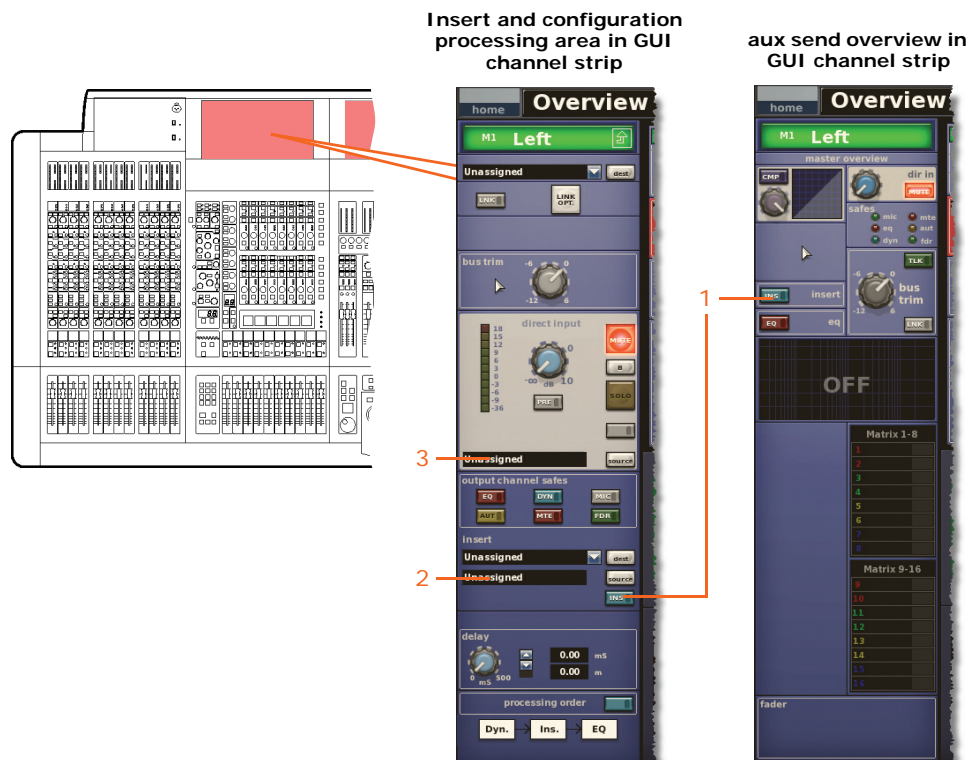 Insert and configuration
processing area in GUI
channel strip
aux send overview in
GUI channel strip
home
Overview
M1 Left
Unassigned
dest
LNK
LINK
OPT.
bus trim
-6 0
-12 6
direct input
18
15
12
9
6
3
0
-3
-6
-9
-36
0
-∞ dB 10
MUTE
B
SOLO
PRE
3
Unassigned
source
output channel safes
EQ DYN MIC
AUT MTE FDR
insert
Unassigned
dest
2
Unassigned
source
INS
delay
0 mS 500
0.00 mS
0.00 m
processing order
Dyn. Ins. EQ
1
home
Overview
M1 Left
master overview
CMP
dir in
MUTE
safes
mic mte
eq aut
dyn fdr
TLK
-6 0
-12 6
bus
trim
INS insert
LNK
EQ eq
OFF
Matrix 1-8
1
2
3
4
5
6
7
8
Matrix 9-16
9
10
11
12
13
14
15
16
fader